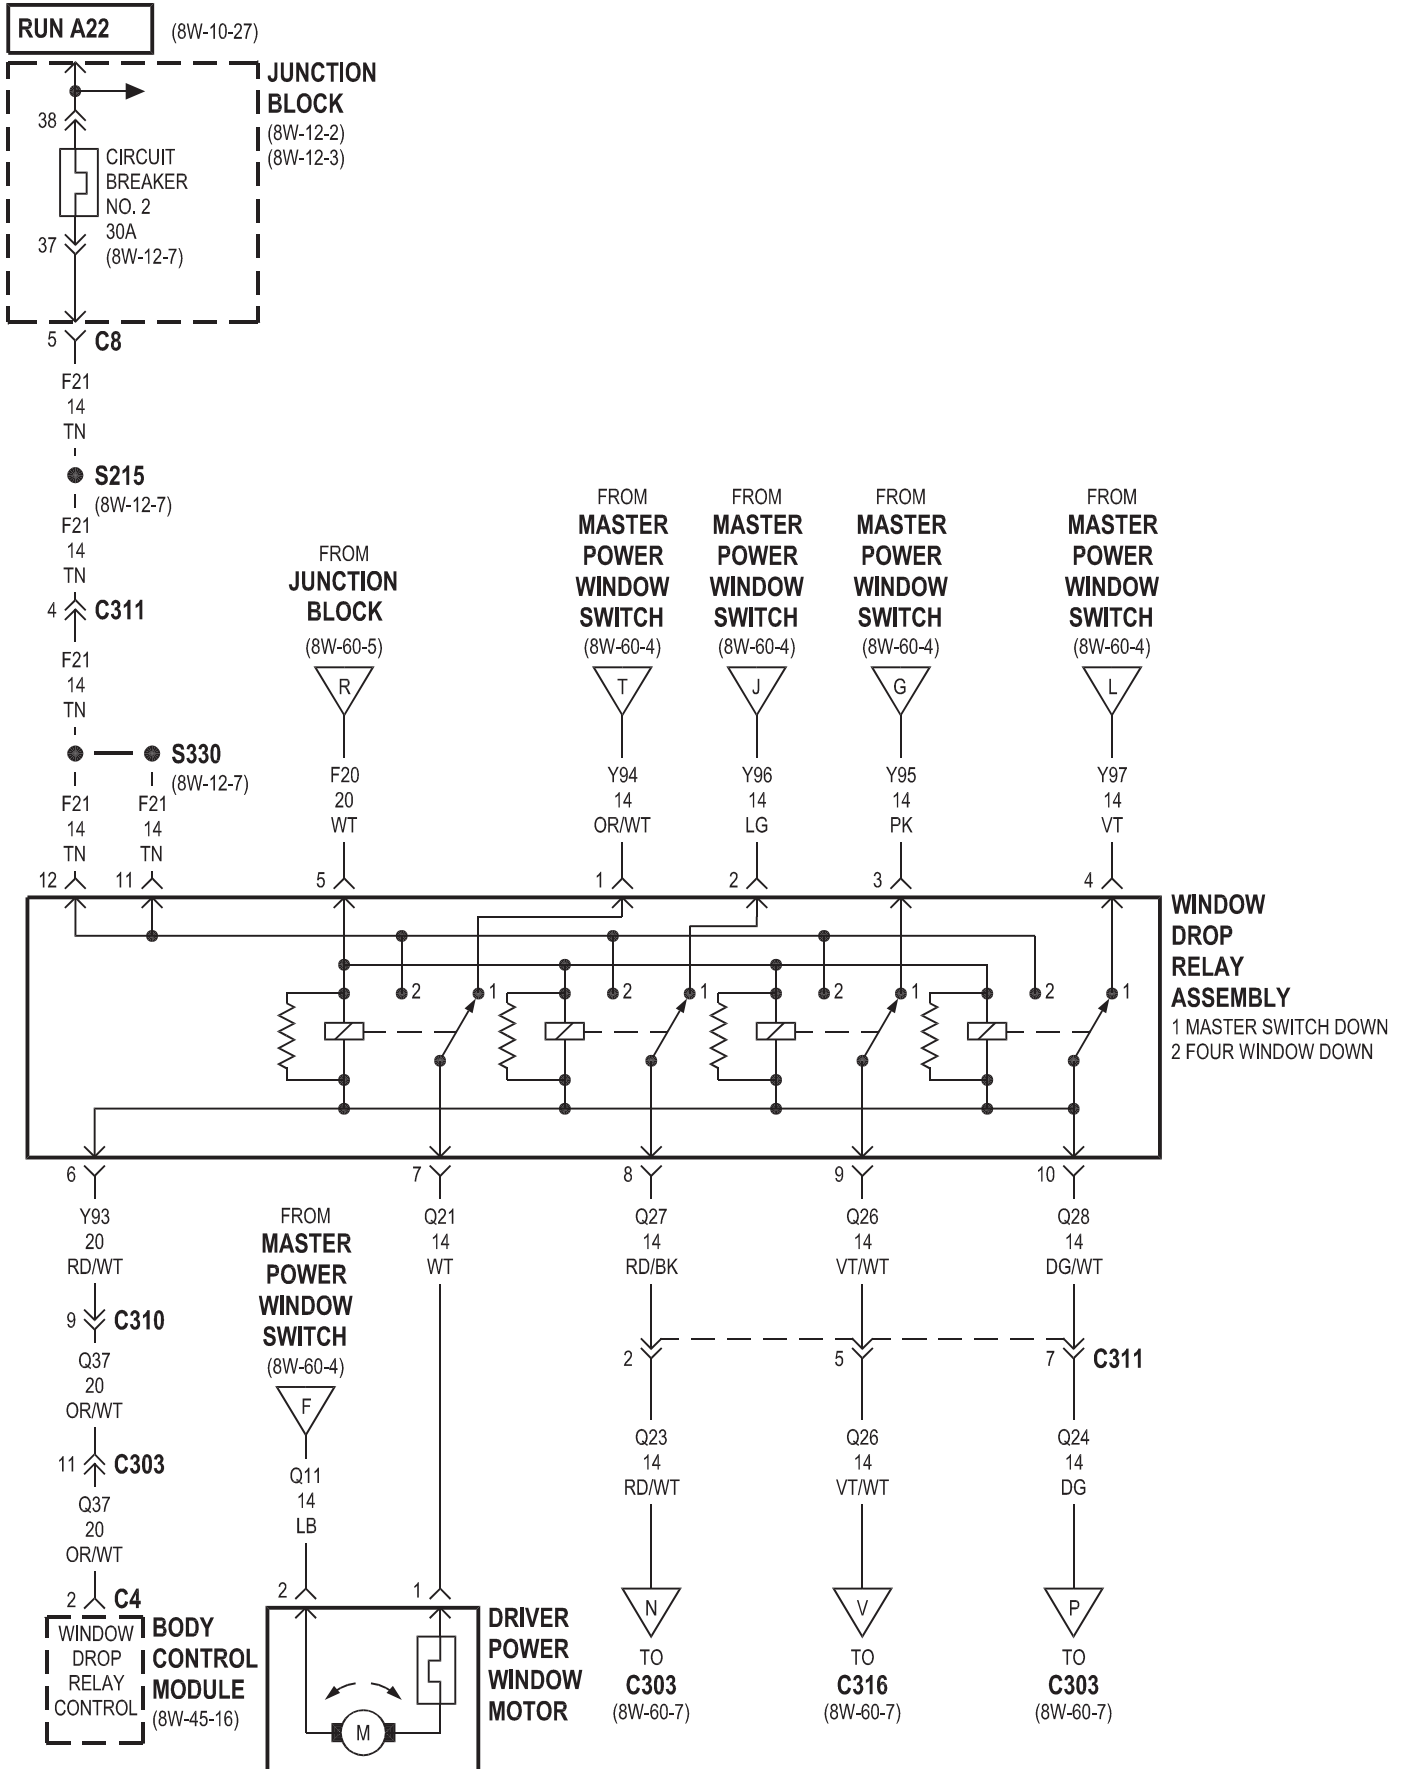 RUN A22
(8W-10-27)
JUNCTION
BLOCK
(8W-12-2)
(8W-12-3)
38
CIRCUIT
BREAKER
NO. 2
30A
(8W-12-7)
37
5
C8
F21
14
TN
S215
(8W-12-7)
F21
14
TN
4
C311
F21
14
TN
S330
(8W-12-7)
F21
14
TN
F21
14
TN
FROM
JUNCTION
BLOCK
(8W-60-5)
R
F20
20
WT
FROM
MASTER
POWER
WINDOW
SWITCH
(8W-60-4)
T
Y94
14
OR/WT
FROM
MASTER
POWER
WINDOW
SWITCH
(8W-60-4)
J
Y96
14
LG
FROM
MASTER
POWER
WINDOW
SWITCH
(8W-60-4)
G
Y95
14
PK
FROM
MASTER
POWER
WINDOW
SWITCH
(8W-60-4)
L
Y97
14
VT
12 11 5 1 2 3 4
WINDOW
DROP
RELAY
ASSEMBLY
1 MASTER SWITCH DOWN
2 FOUR WINDOW DOWN
2 1 2 1 2 1 2 1
6 7 8 9 10
Y93
20
RD/WT
9
C310
Q37
20
OR/WT
11
C303
Q37
20
OR/WT
2
C4
WINDOW
DROP
RELAY
CONTROL
BODY
CONTROL
MODULE
(8W-45-16)
FROM
MASTER
POWER
WINDOW
SWITCH
(8W-60-4)
F
Q11
14
LB
2
Q21
14
WT
1
M
DRIVER
POWER
WINDOW
MOTOR
Q27
14
RD/BK
2
Q23
14
RD/WT
N
TO
C303
(8W-60-7)
Q26
14
VT/WT
5
Q26
14
VT/WT
V
TO
C316
(8W-60-7)
Q28
14
DG/WT
7
C311
Q24
14
DG
P
TO
C303
(8W-60-7)